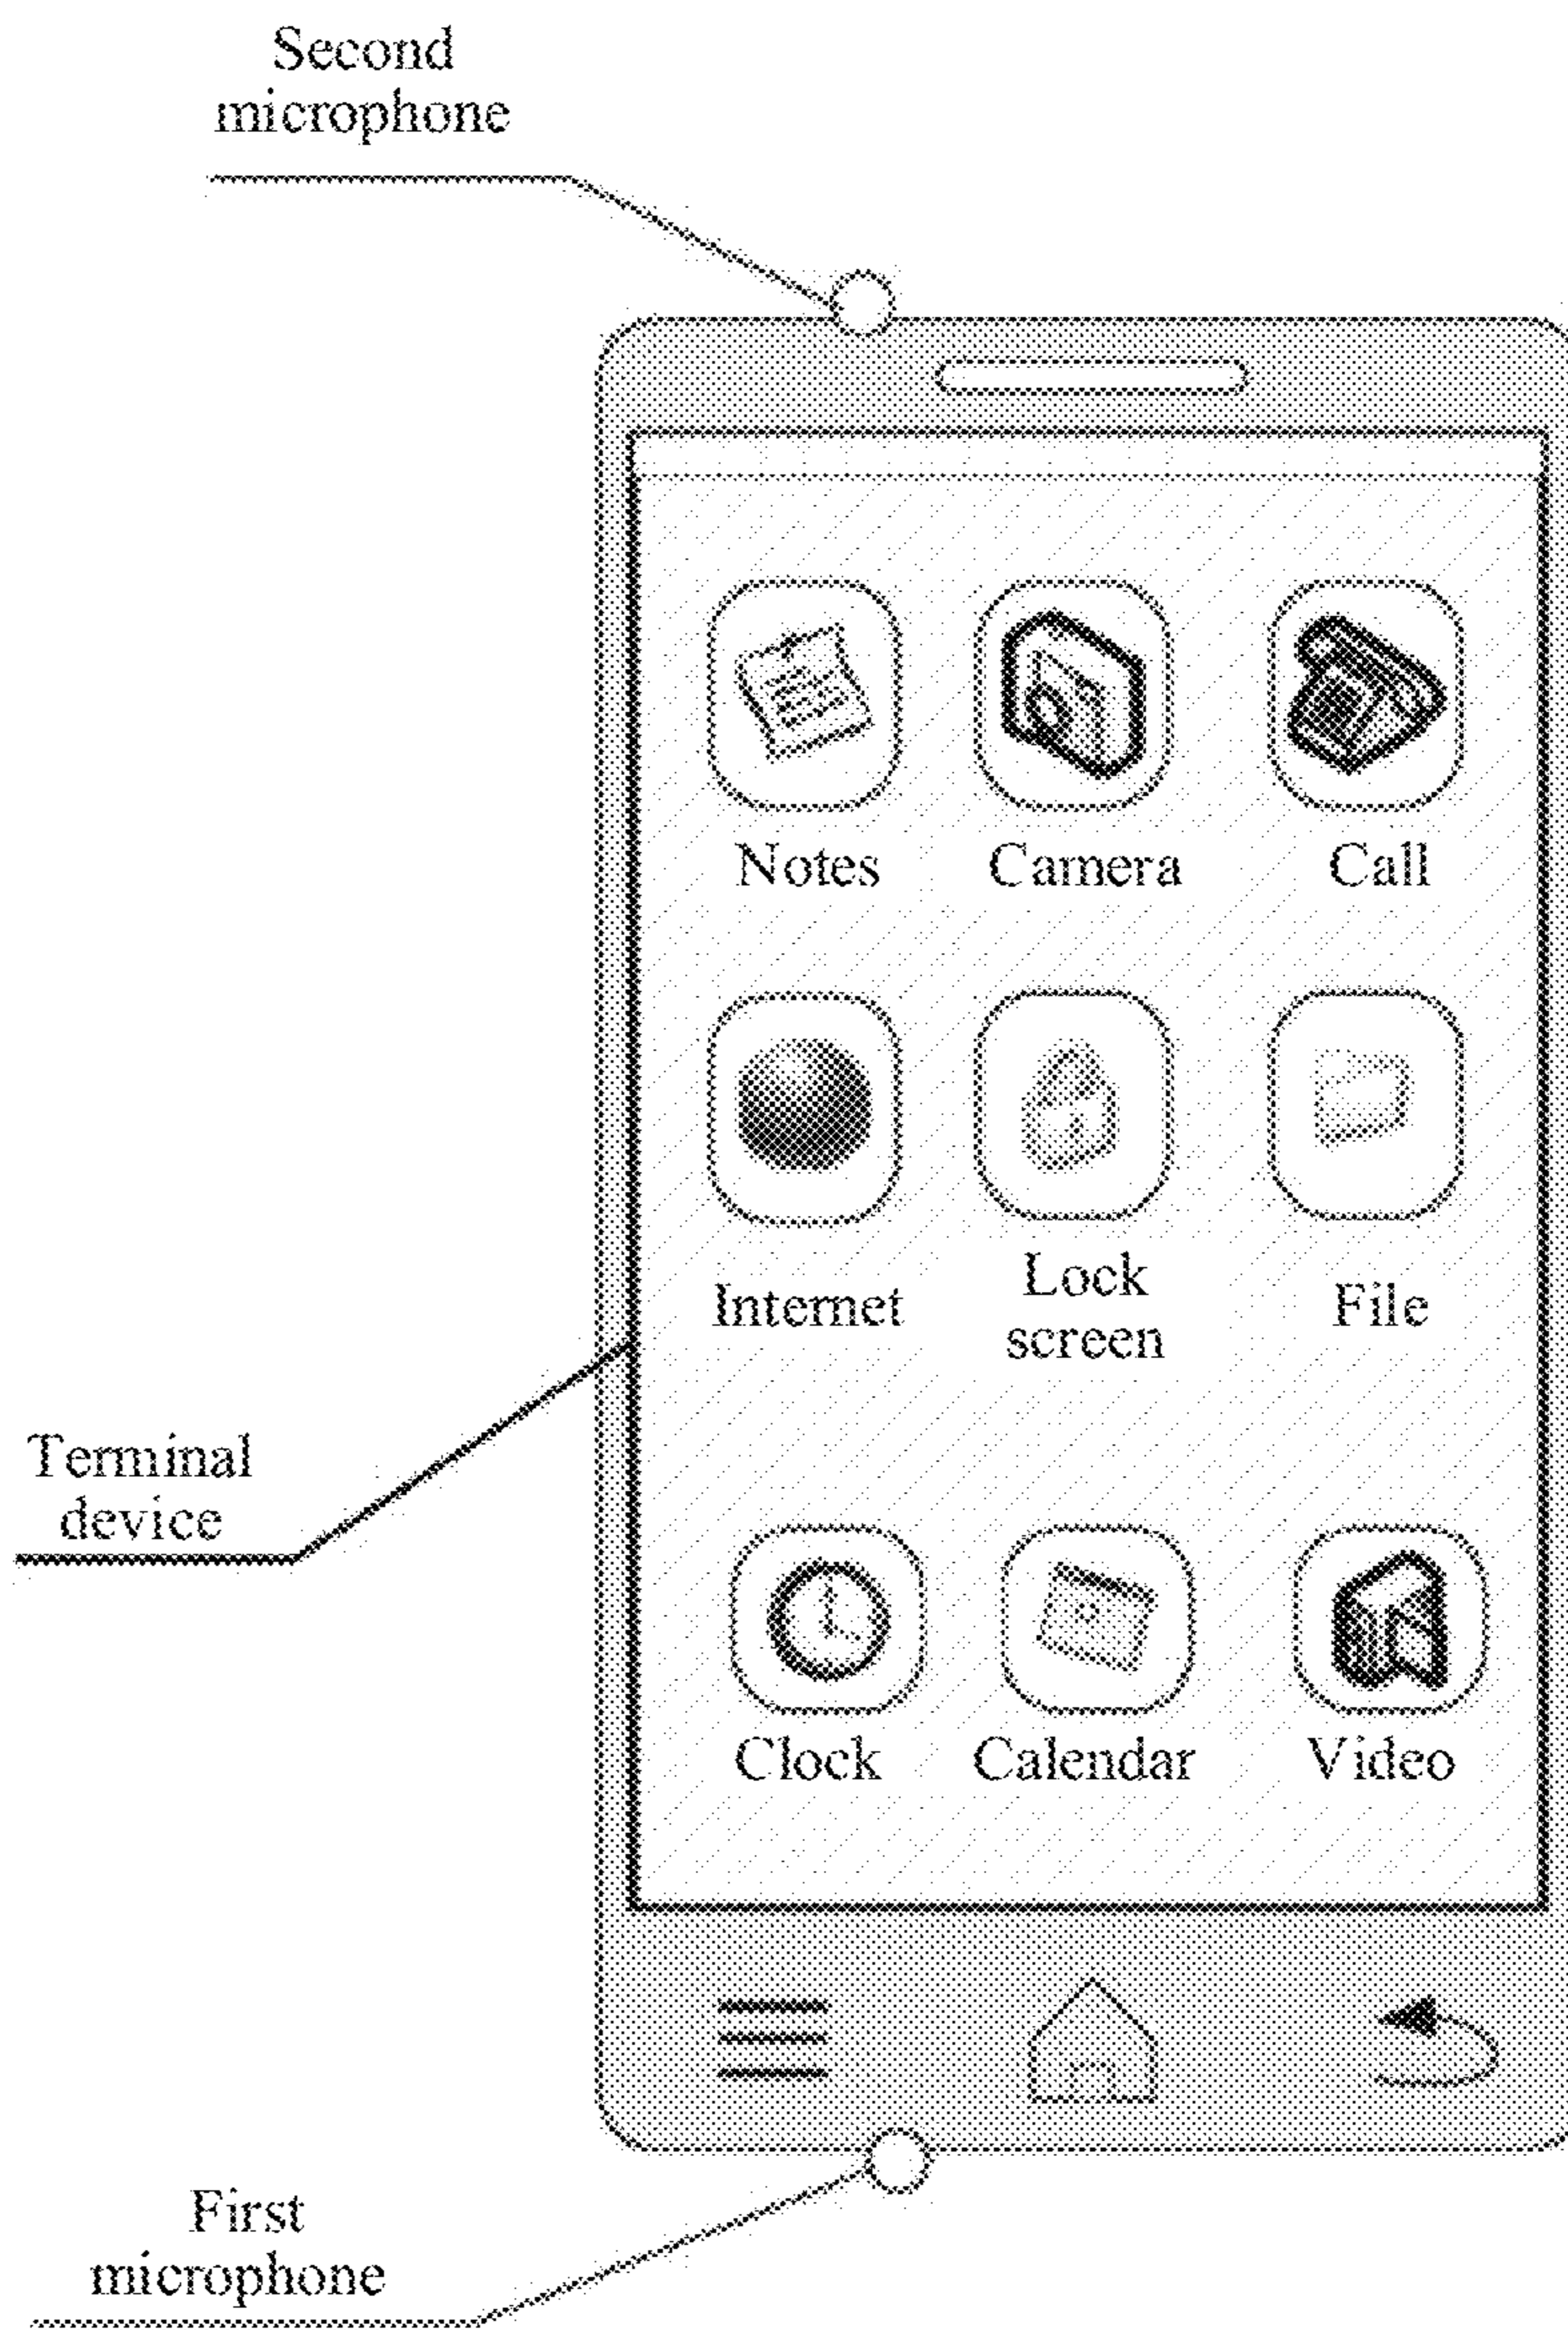 Second
microphone
Notes Camera Call
Internet Lock
screen File
Terminal
device
Clock Calendar Video
First
microphone